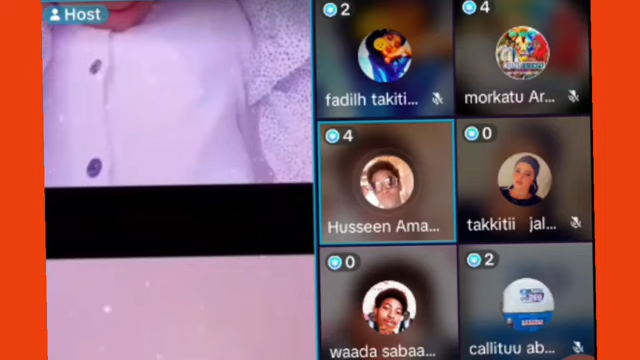 Host
2
fadilh takiti...
4
morkatu Ar...
4
Husseen Ama...
0
takkitii jal...
0
waada sabaa...
2
callituu ab...